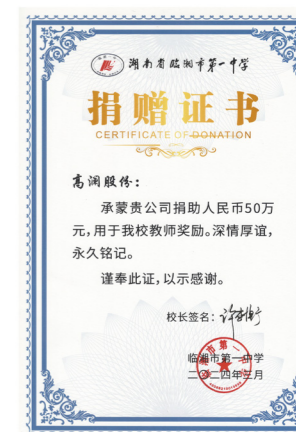 湖南省临湘市第一中学
捐赠证书
CERTIFICATE OF DONATION
高澜股份：
承蒙贵公司捐助人民币50万
元，用于我校教师奖励。深情厚谊，
永久铭记。
谨奉此证，以示感谢。
校长签名：
临湘市第一中学
二〇二四年三月